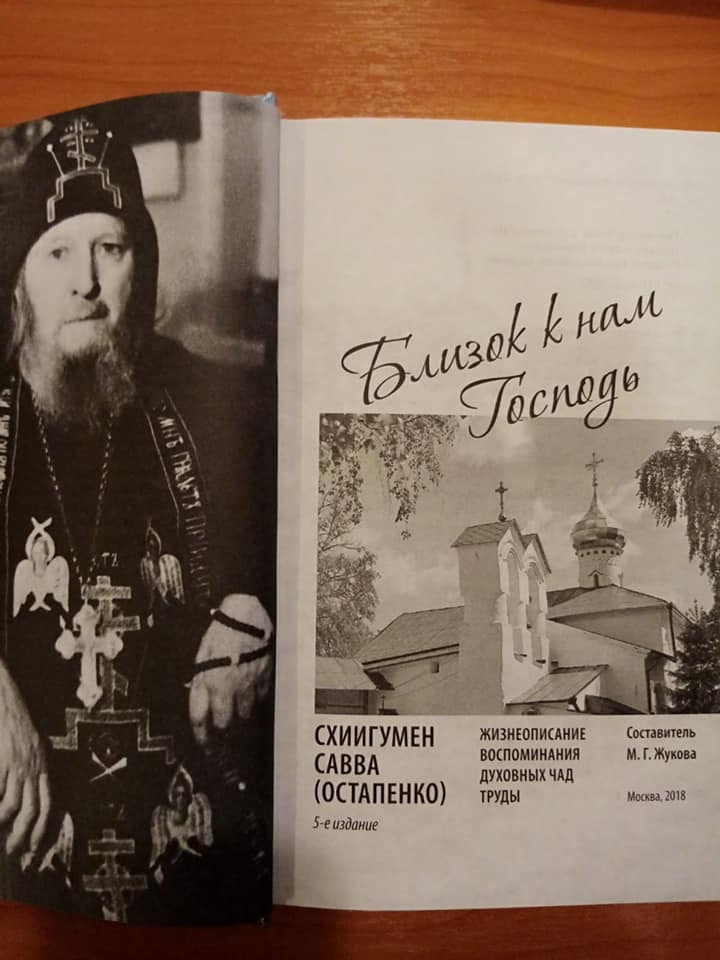 Близок к нам
Господь
СХИИГУМЕН
САВВА
(ОСТАПЕНКО)
5-е издание
ЖИЗНЕОПИСАНИЕ
ВОСПОМИНАНИЯ
ДУХОВНЫХ ЧАД
ТРУДЫ
Составитель
М. Г. Жукова
Москва, 2018